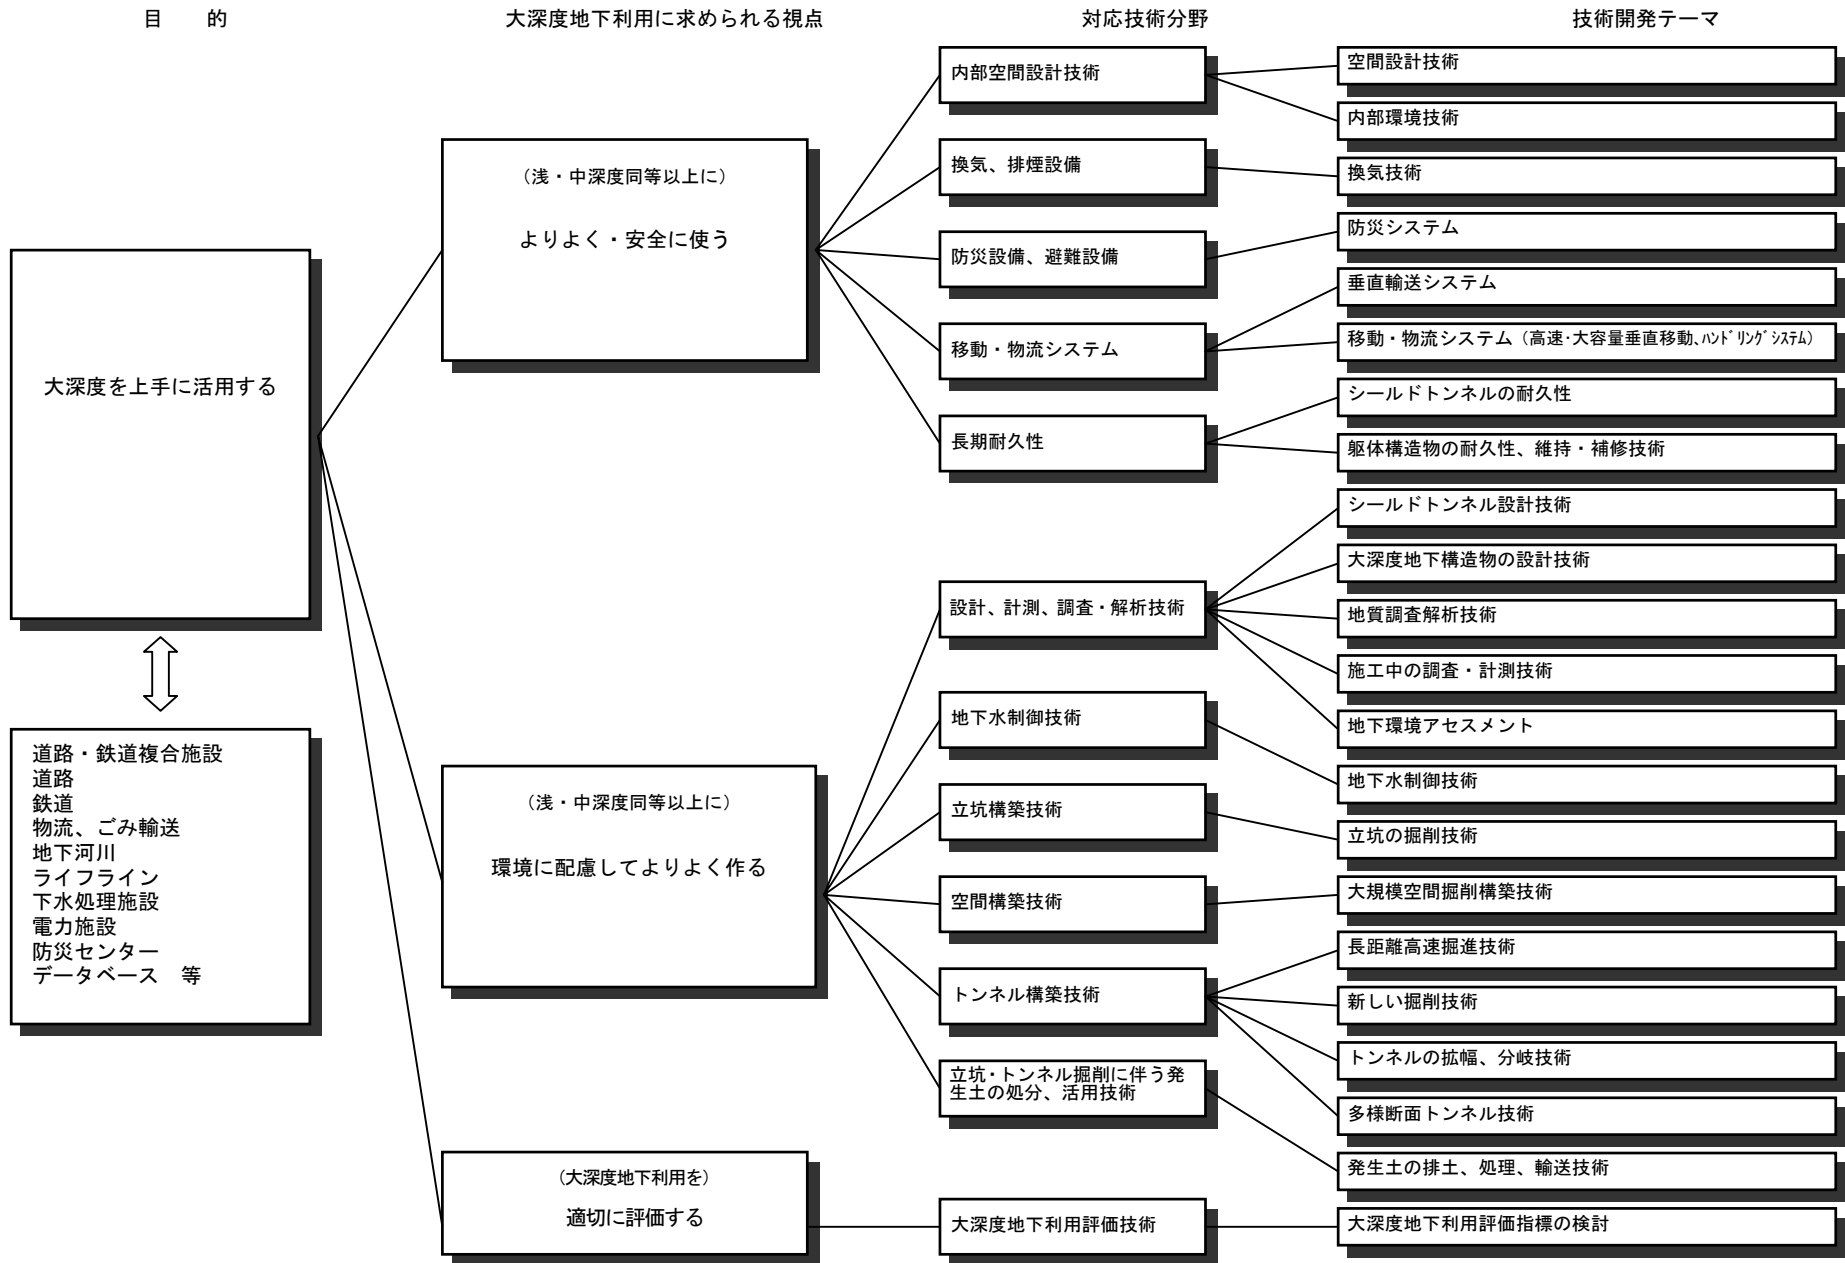 目　的
大深度地下利用に求められる視点
対応技術分野
技術開発テーマ
大深度を上手に活用する
道路・鉄道複合施設
道路
鉄道
物流、ごみ輸送
地下河川
ライフライン
下水処理施設
電力施設
防災センター
データベース　等
（浅・中深度同等以上に）
よりよく・安全に使う
（浅・中深度同等以上に）
環境に配慮してよりよく作る
（大深度地下利用を）
適切に評価する
内部空間設計技術
換気、排煙設備
防災設備、避難設備
移動・物流システム
長期耐久性
設計、計測、調査・解析技術
地下水制御技術
立坑構築技術
空間構築技術
トンネル構築技術
立坑・トンネル掘削に伴う発
生土の処分、活用技術
大深度地下利用評価技術
空間設計技術
内部環境技術
換気技術
防災システム
垂直輸送システム
移動・物流システム（高速・大容量垂直移動、ﾊﾝﾄﾞﾘﾝｸﾞｼｽﾃﾑ）
シールドトンネルの耐久性
躯体構造物の耐久性、維持・補修技術
シールドトンネル設計技術
大深度地下構造物の設計技術
地質調査解析技術
施工中の調査・計測技術
地下環境アセスメント
地下水制御技術
立坑の掘削技術
大規模空間掘削構築技術
長距離高速掘進技術
新しい掘削技術
トンネルの拡幅、分岐技術
多様断面トンネル技術
発生土の排土、処理、輸送技術
大深度地下利用評価指標の検討